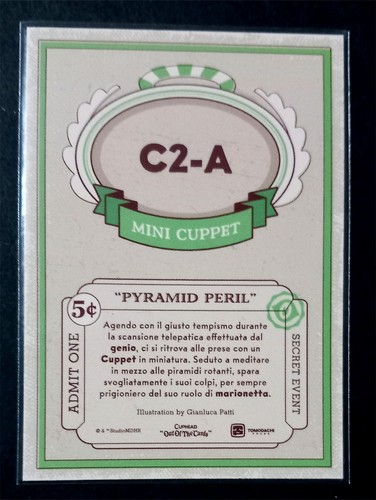 C2-A
MINI CUPPET
"PYRAMID PERIL"
5¢
ADMIT ONE
SECRET EVENT
Agendo con il giusto tempismo durante
la scansione telepatica effettuata dal
genio, ci si ritrova alle prese con un
Cuppet in miniatura. Seduto a meditare
in mezzo alle piramidi rotanti, spara
svogliatamente i suoi colpi, per sempre
prigioniero del suo ruolo di marionetta.
Illustration by Gianluca Patti
© & ™ StudioMDHR
CUPHEAD
"Out Of The Cards"
TOMODACHI